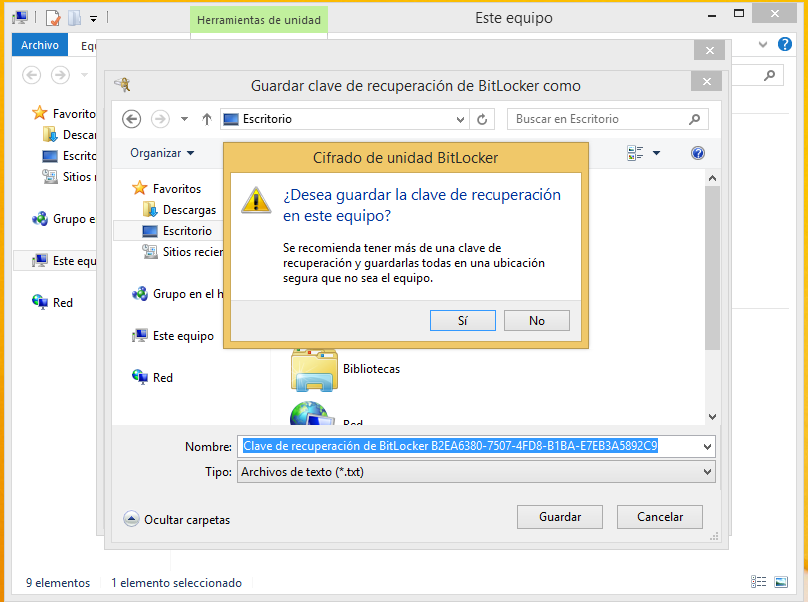 Herramientas de unidad
Este equipo
Archivo
Equ
Guardar clave de recuperación de BitLocker como
Escritorio
Buscar en Escritorio
Organizar
Favorito
Descar
Escrito
Sitios r
Grupo e
Este equ
Red
Favoritos
Descargas
Escritorio
Sitios recier
Grupo en el h
Este equipo
Red
Cifrado de unidad BitLocker
¿Desea guardar la clave de recuperación
en este equipo?
Se recomienda tener más de una clave de
recuperación y guardarlas todas en una ubicación
segura que no sea el equipo.
Sí
No
Bibliotecas
Red
Nombre:
Clave de recuperación de BitLocker B2EA6380-7507-4FD8-B1BA-E7EB3A5892C9
Tipo:
Archivos de texto (*.txt)
Ocultar carpetas
Guardar
Cancelar
9 elementos
1 elemento seleccionado